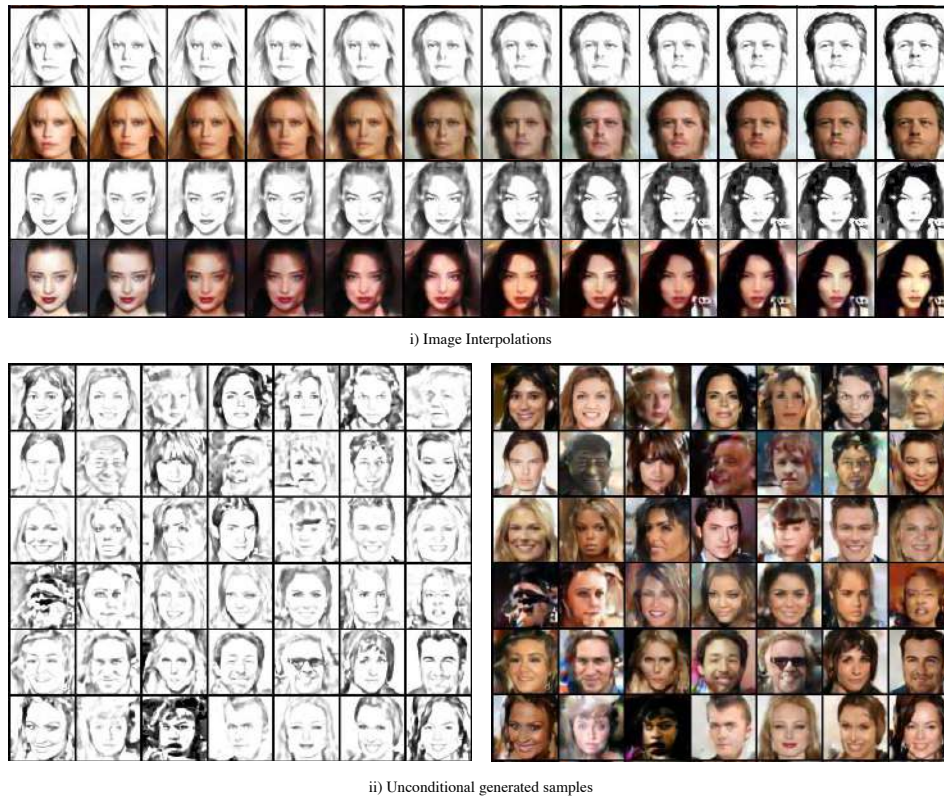 i) Image Interpolations
ii) Unconditional generated samples